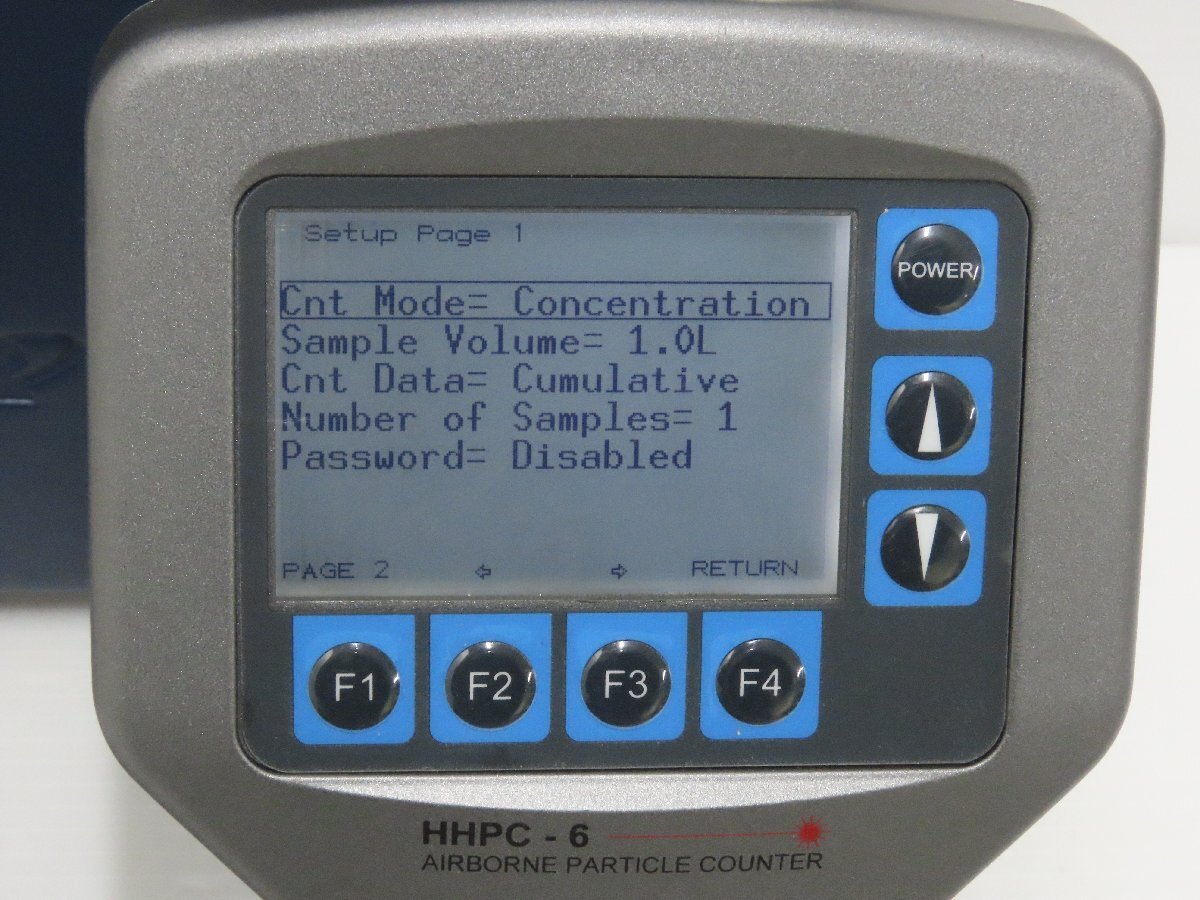 Setup Page 1
Cnt Mode= Concentration
Sample Volume= 1.0L
Cnt Data= Cumulative
Number of Samples= 1
Password= Disabled
PAGE 2 ⇦ ⇨ RETURN
POWER
F1 F2 F3 F4
HHPC - 6
AIRBORNE PARTICLE COUNTER